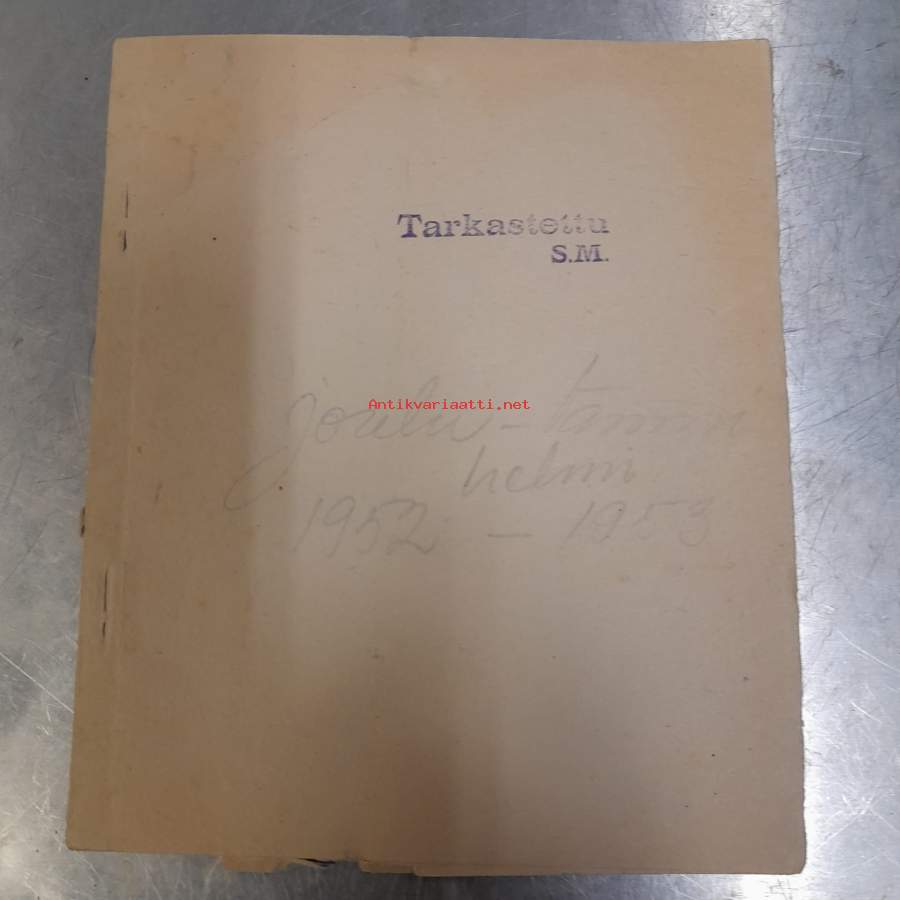 Tarkastettu
S.M.
Antikvariaatti.net
Joulu - tammi
helmi
1952 - 1953